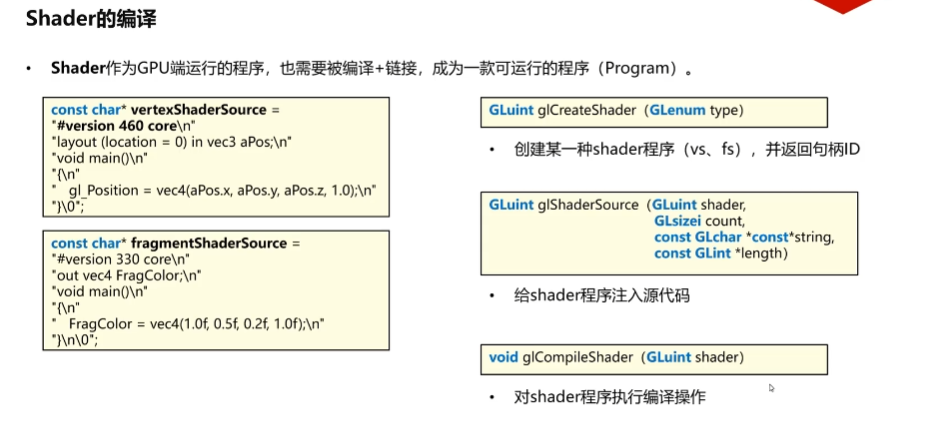 Shader的编译
• Shader作为GPU端运行的程序，也需要被编译+链接，成为一款可运行的程序（Program）。
const char* vertexShaderSource =
"#version 460 core\n"
"layout (location = 0) in vec3 aPos;\n"
"void main()\n"
"{\n"
"   gl_Position = vec4(aPos.x, aPos.y, aPos.z, 1.0);\n"
"}\0";
const char* fragmentShaderSource =
"#version 330 core\n"
"out vec4 FragColor;\n"
"void main()\n"
"{\n"
"   FragColor = vec4(1.0f, 0.5f, 0.2f, 1.0f);\n"
"}\n\0";
GLuint glCreateShader（GLenum type)
• 创建某一种shader程序（vs、fs），并返回句柄ID
GLuint glShaderSource（GLuint shader,
GLsizei count,
const GLchar *const*string,
const GLint *length)
• 给shader程序注入源代码
void glCompileShader（GLuint shader)
• 对shader程序执行编译操作